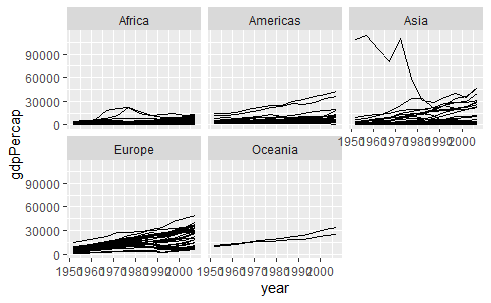 Africa
Americas
Asia
90000
60000
30000
0
1950 1960 1970 1980 1990 2000
Europe
Oceania
90000
60000
30000
0
1950 1960 1970 1980 1990 2000
1950 1960 1970 1980 1990 2000
gdpPercap
year